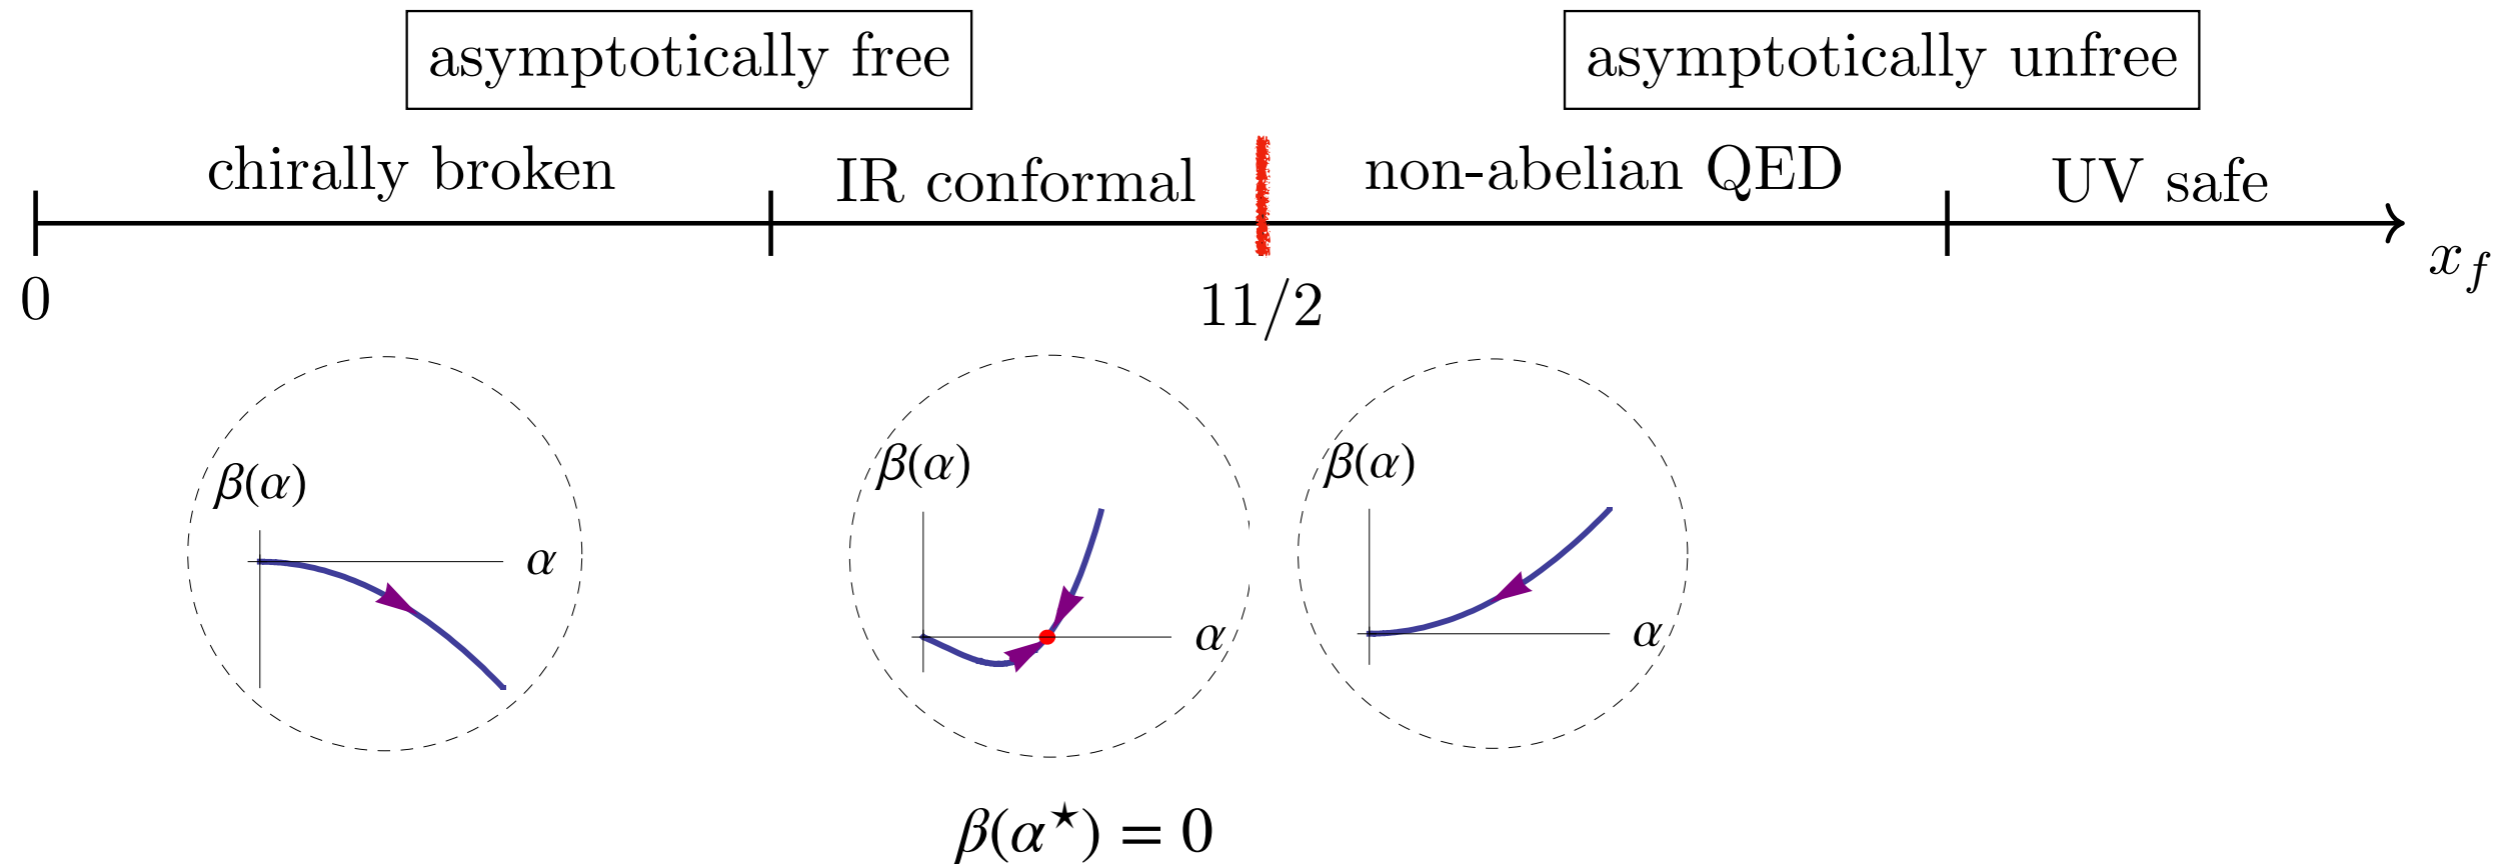 asymptotically free
asymptotically unfree
chirally broken
IR conformal
non-abelian QED
UV safe
0
11/2
x_f
β(α)
α
β(α)
α
β(α)
α
β(α★) = 0